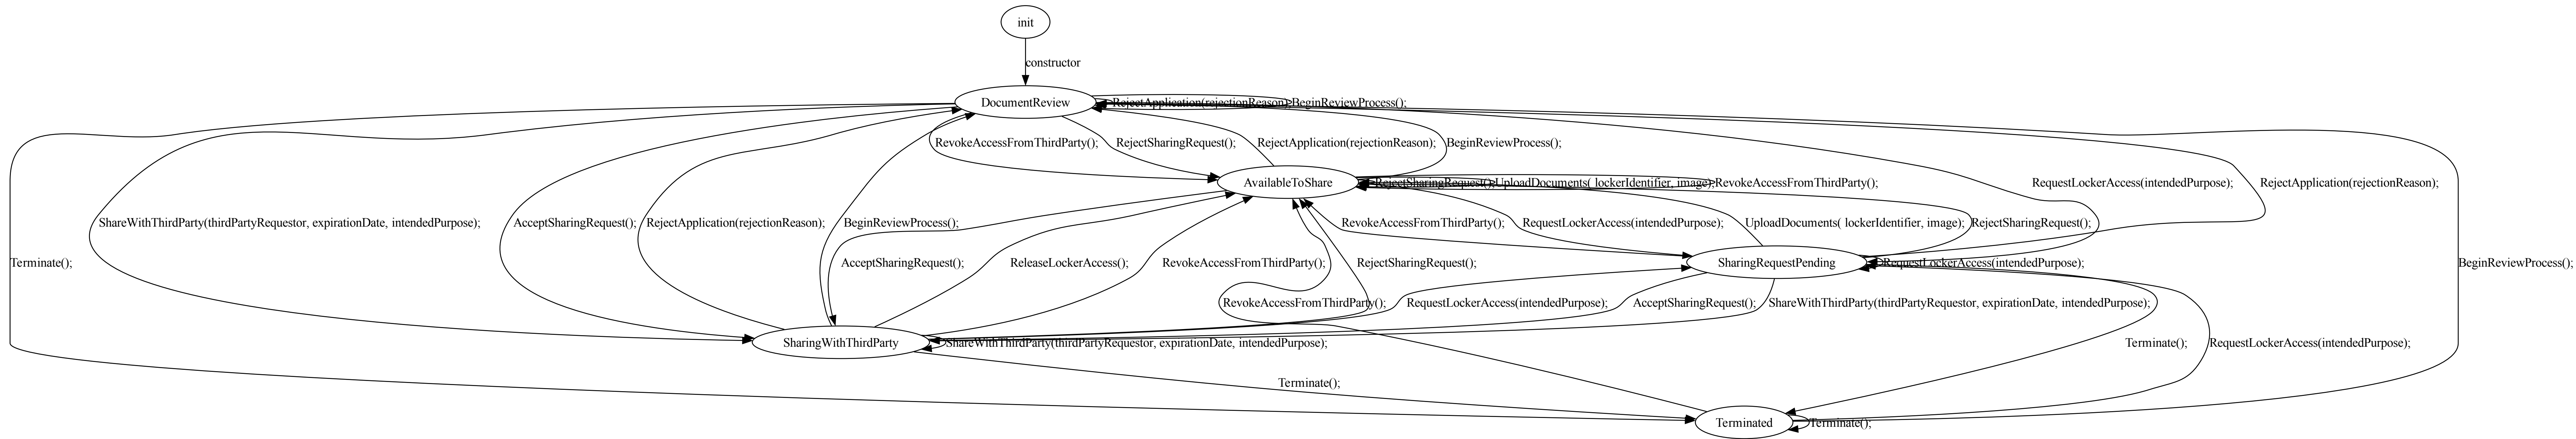 init
constructor
DocumentReview
RejectApplication(rejectionReason);
BeginReviewProcess();
RevokeAccessFromThirdParty();
RejectSharingRequest();
RejectApplication(rejectionReason);
BeginReviewProcess();
AvailableToShare
RejectSharingRequest();
UploadDocuments( lockerIdentifier, image);
RevokeAccessFromThirdParty();
RequestLockerAccess(intendedPurpose);
RejectApplication(rejectionReason);
ShareWithThirdParty(thirdPartyRequestor, expirationDate, intendedPurpose);
AcceptSharingRequest();
RejectApplication(rejectionReason);
BeginReviewProcess();
RevokeAccessFromThirdParty();
RequestLockerAccess(intendedPurpose);
UploadDocuments( lockerIdentifier, image);
RejectSharingRequest();
Terminate();
AcceptSharingRequest();
ReleaseLockerAccess();
RevokeAccessFromThirdParty();
RejectSharingRequest();
SharingRequestPending
RequestLockerAccess(intendedPurpose);
BeginReviewProcess();
RevokeAccessFromThirdParty();
RequestLockerAccess(intendedPurpose);
AcceptSharingRequest();
ShareWithThirdParty(thirdPartyRequestor, expirationDate, intendedPurpose);
SharingWithThirdParty
ShareWithThirdParty(thirdPartyRequestor, expirationDate, intendedPurpose);
Terminate();
RequestLockerAccess(intendedPurpose);
Terminate();
Terminated
Terminate();